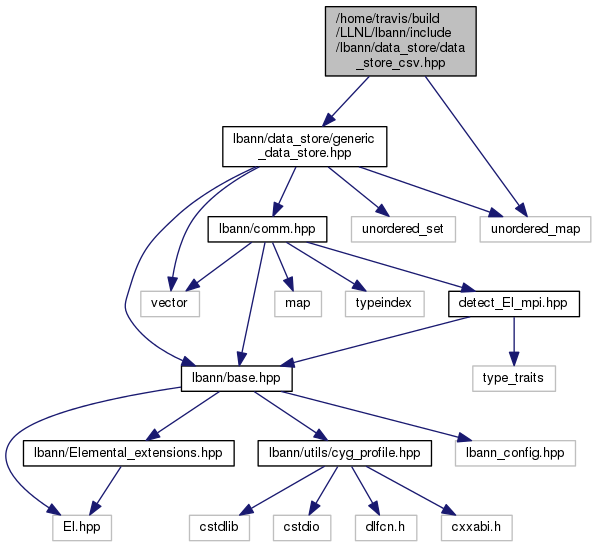 /home/travis/build
/LLNL/lbann/include
/lbann/data_store/data
_store_csv.hpp
lbann/data_store/generic
_data_store.hpp
lbann/comm.hpp
unordered_set
unordered_map
vector
map
typeindex
detect_El_mpi.hpp
lbann/base.hpp
type_traits
lbann/Elemental_extensions.hpp
lbann/utils/cyg_profile.hpp
lbann_config.hpp
El.hpp
cstdlib
cstdio
dlfcn.h
cxxabi.h